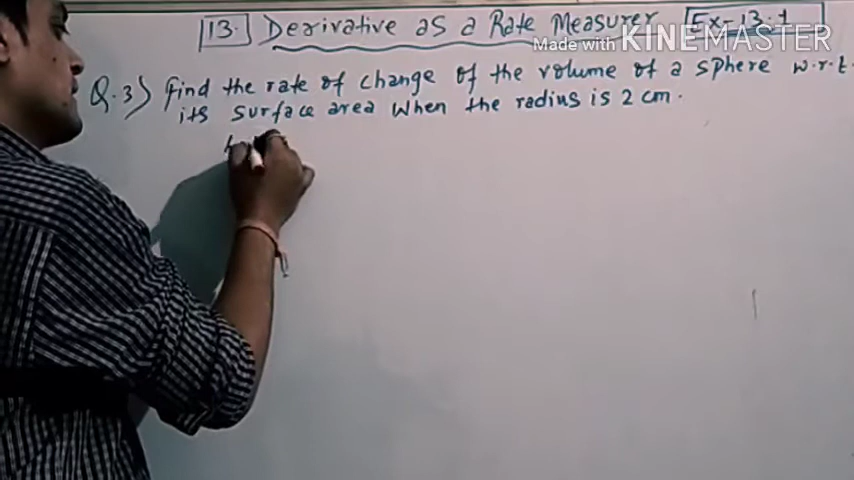 13. Derivative as a Rate Measurer Ex-13.1
Made with KINEMASTER
Q.3) Find the rate of change of the volume of a sphere w.r.t.
its surface area when the radius is 2 cm.